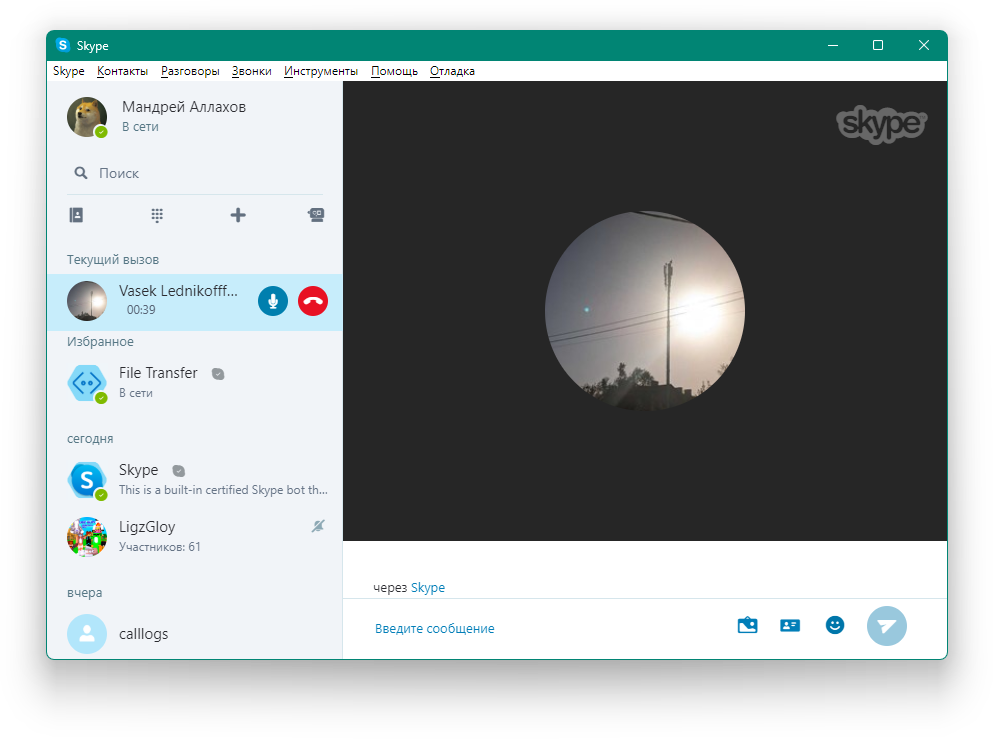 Skype
Skype Контакты Разговоры Звонки Инструменты Помощь Отладка
Мандрей Аллахов
В сети
Поиск
Текущий вызов
Vasek Lednikofff...
00:39
Избранное
File Transfer
В сети
сегодня
Skype
This is a built-in certified Skype bot th...
LigzGloy
Участников: 61
вчера
calllogs
skype
через Skype
Введите сообщение